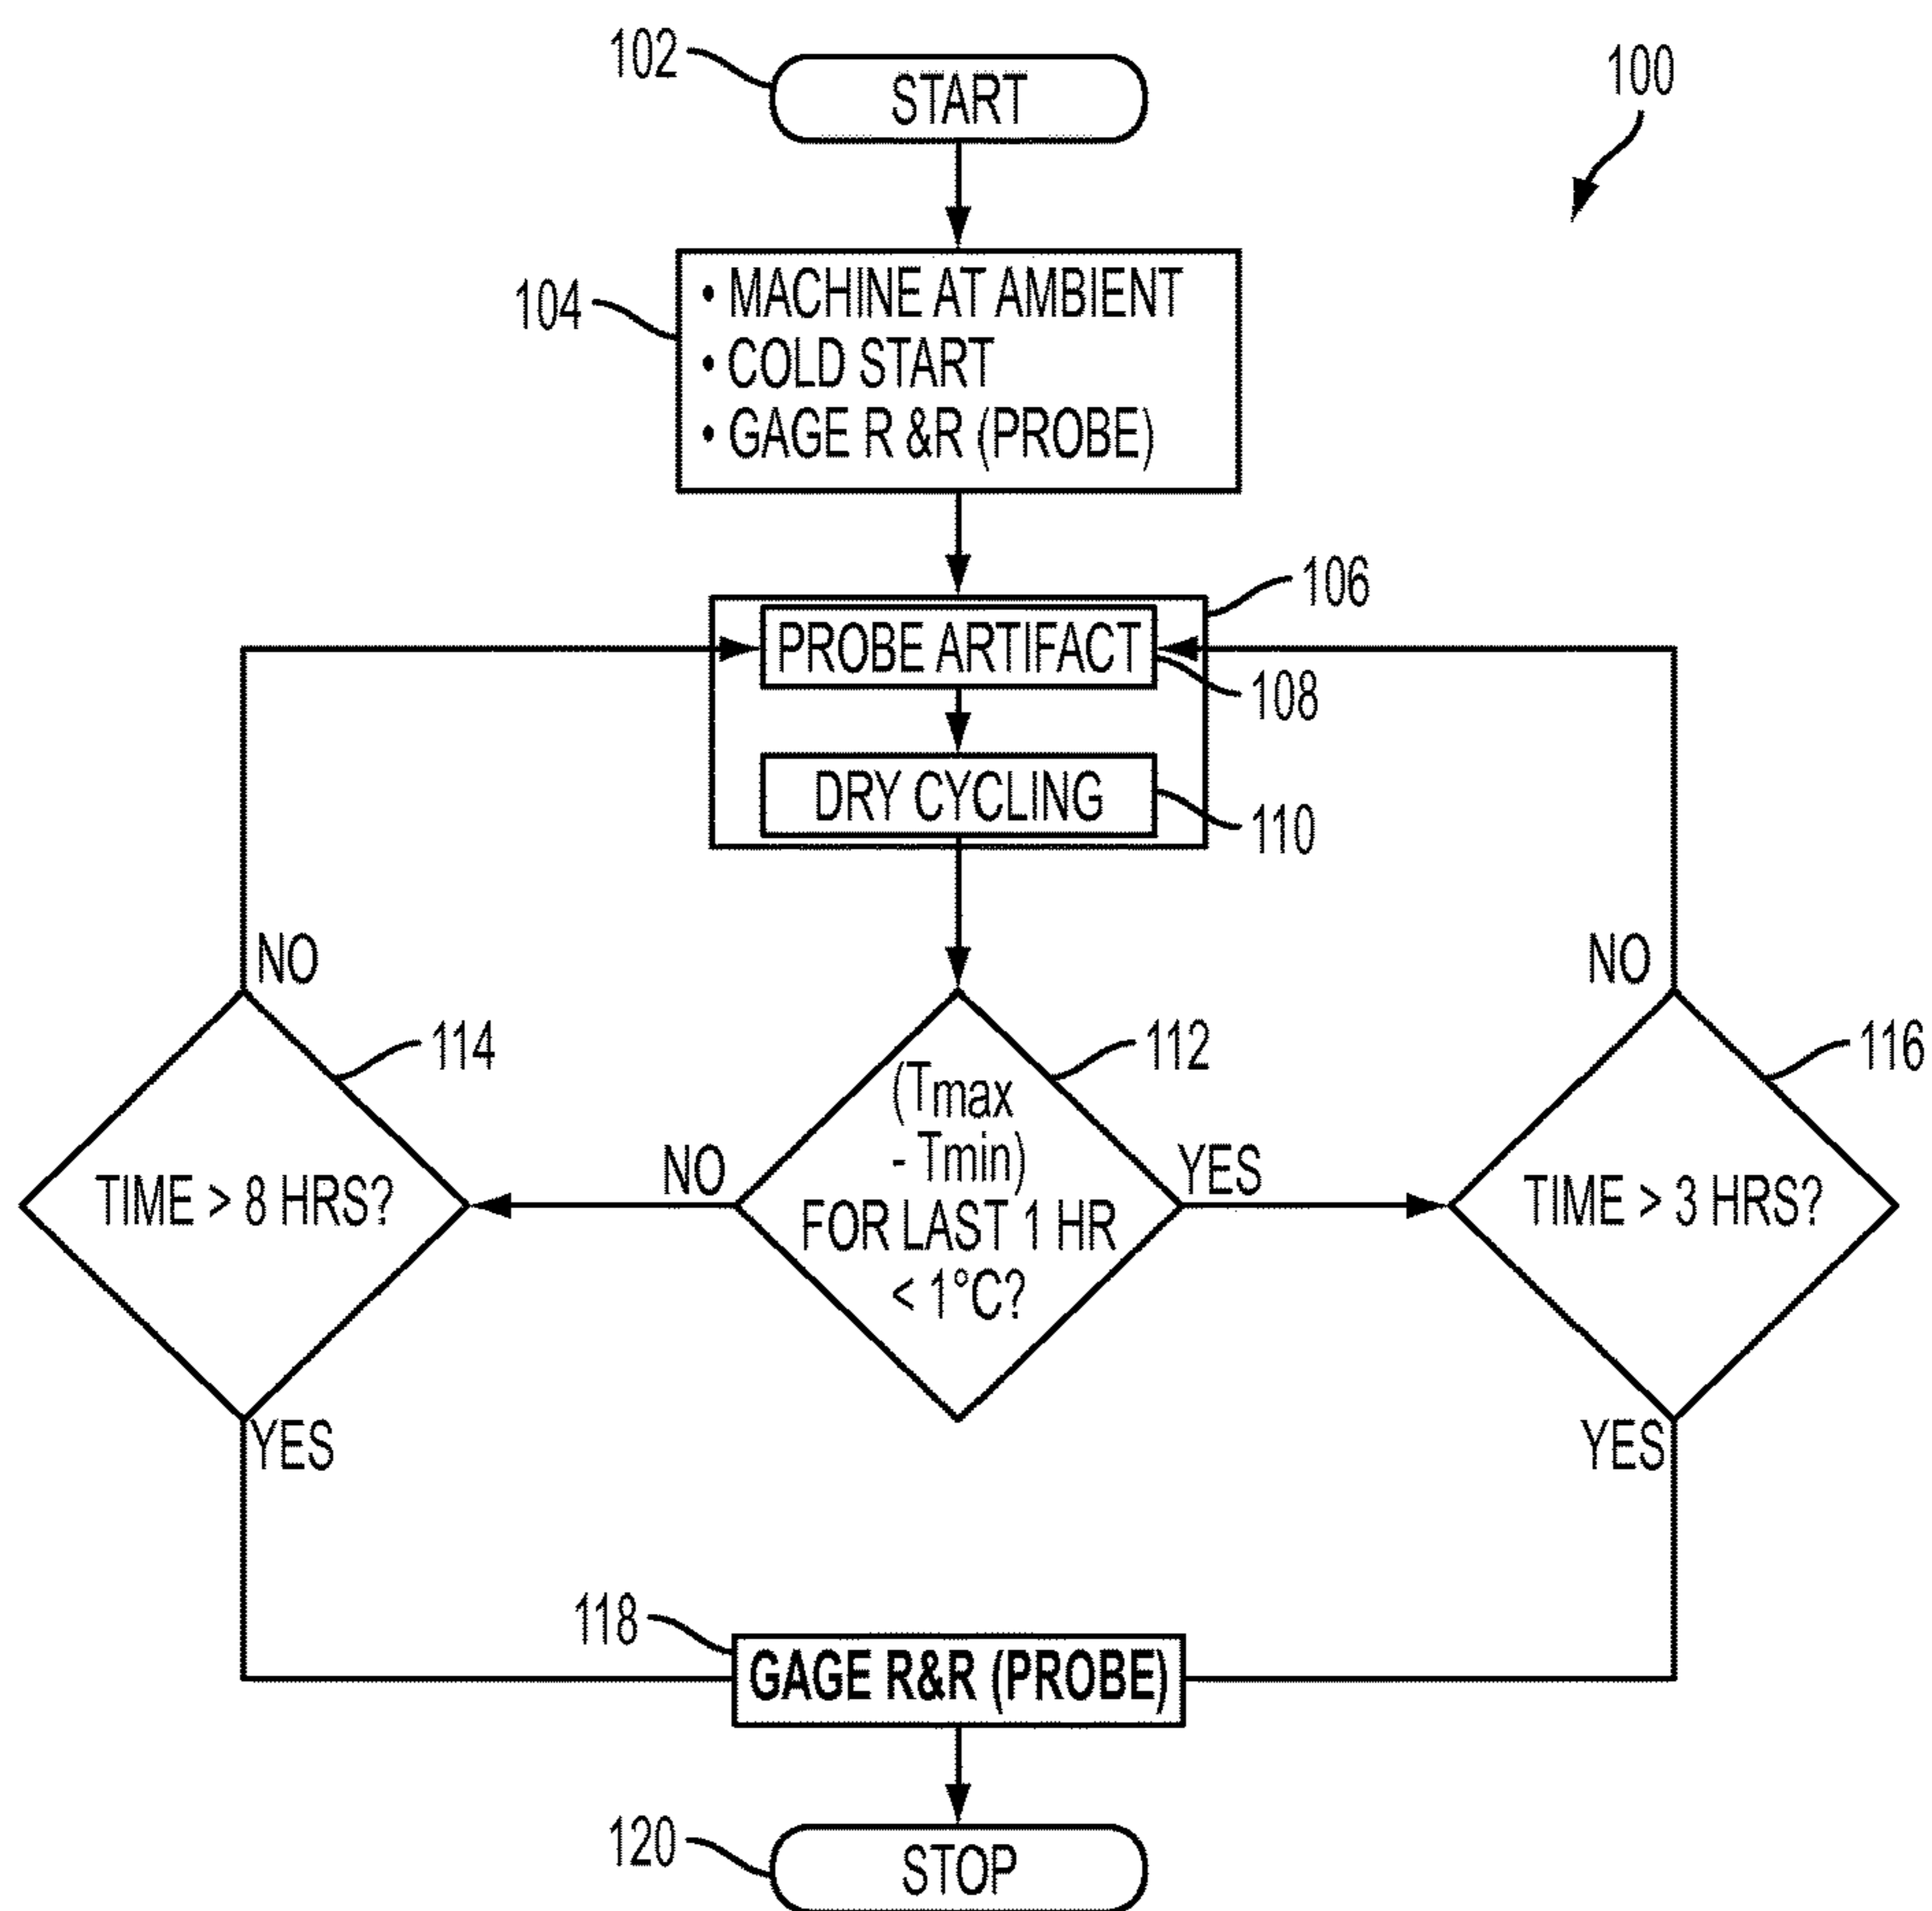 102
START
100
104
• MACHINE AT AMBIENT
• COLD START
• GAGE R &R (PROBE)
106
PROBE ARTIFACT
108
DRY CYCLING
110
NO
NO
114
112
116
(Tmax
- Tmin)
FOR LAST 1 HR
< 1°C?
NO
YES
TIME > 8 HRS?
TIME > 3 HRS?
YES
YES
118
GAGE R&R (PROBE)
120
STOP